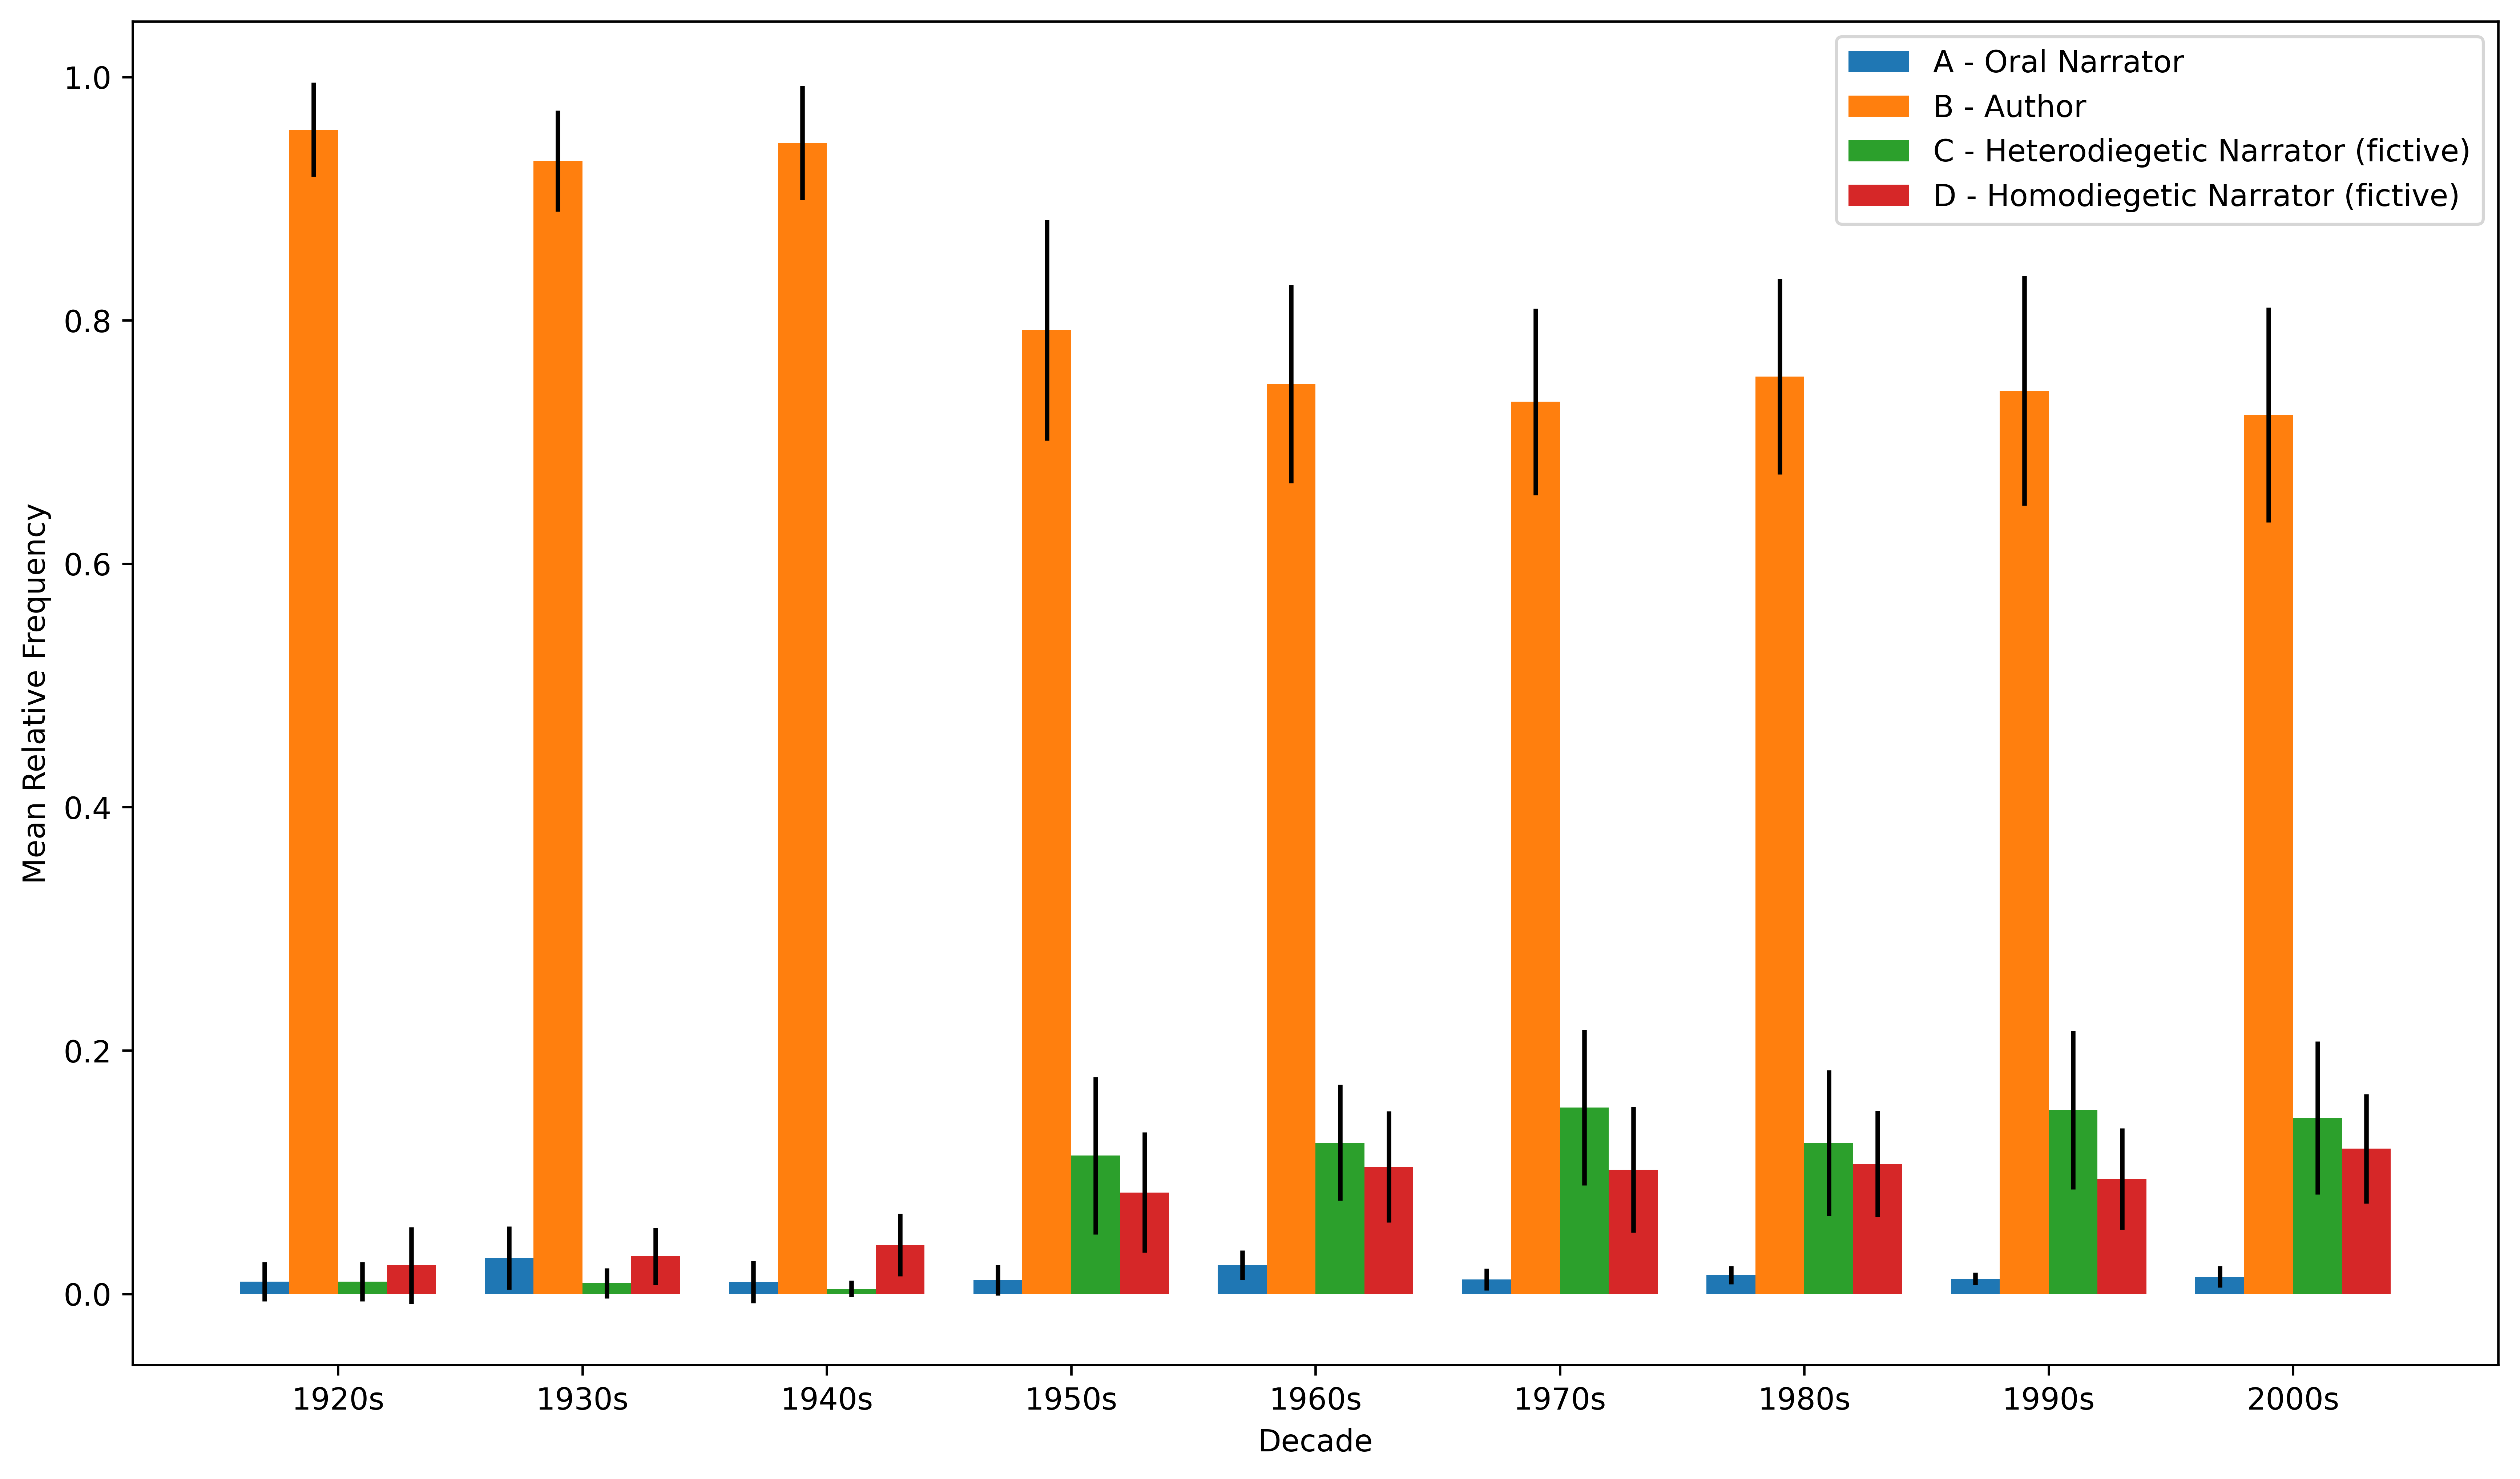 A - Oral Narrator
B - Author
C - Heterodiegetic Narrator (fictive)
D - Homodiegetic Narrator (fictive)
Mean Relative Frequency
1.0
0.8
0.6
0.4
0.2
0.0
1920s 1930s 1940s 1950s 1960s 1970s 1980s 1990s 2000s
Decade